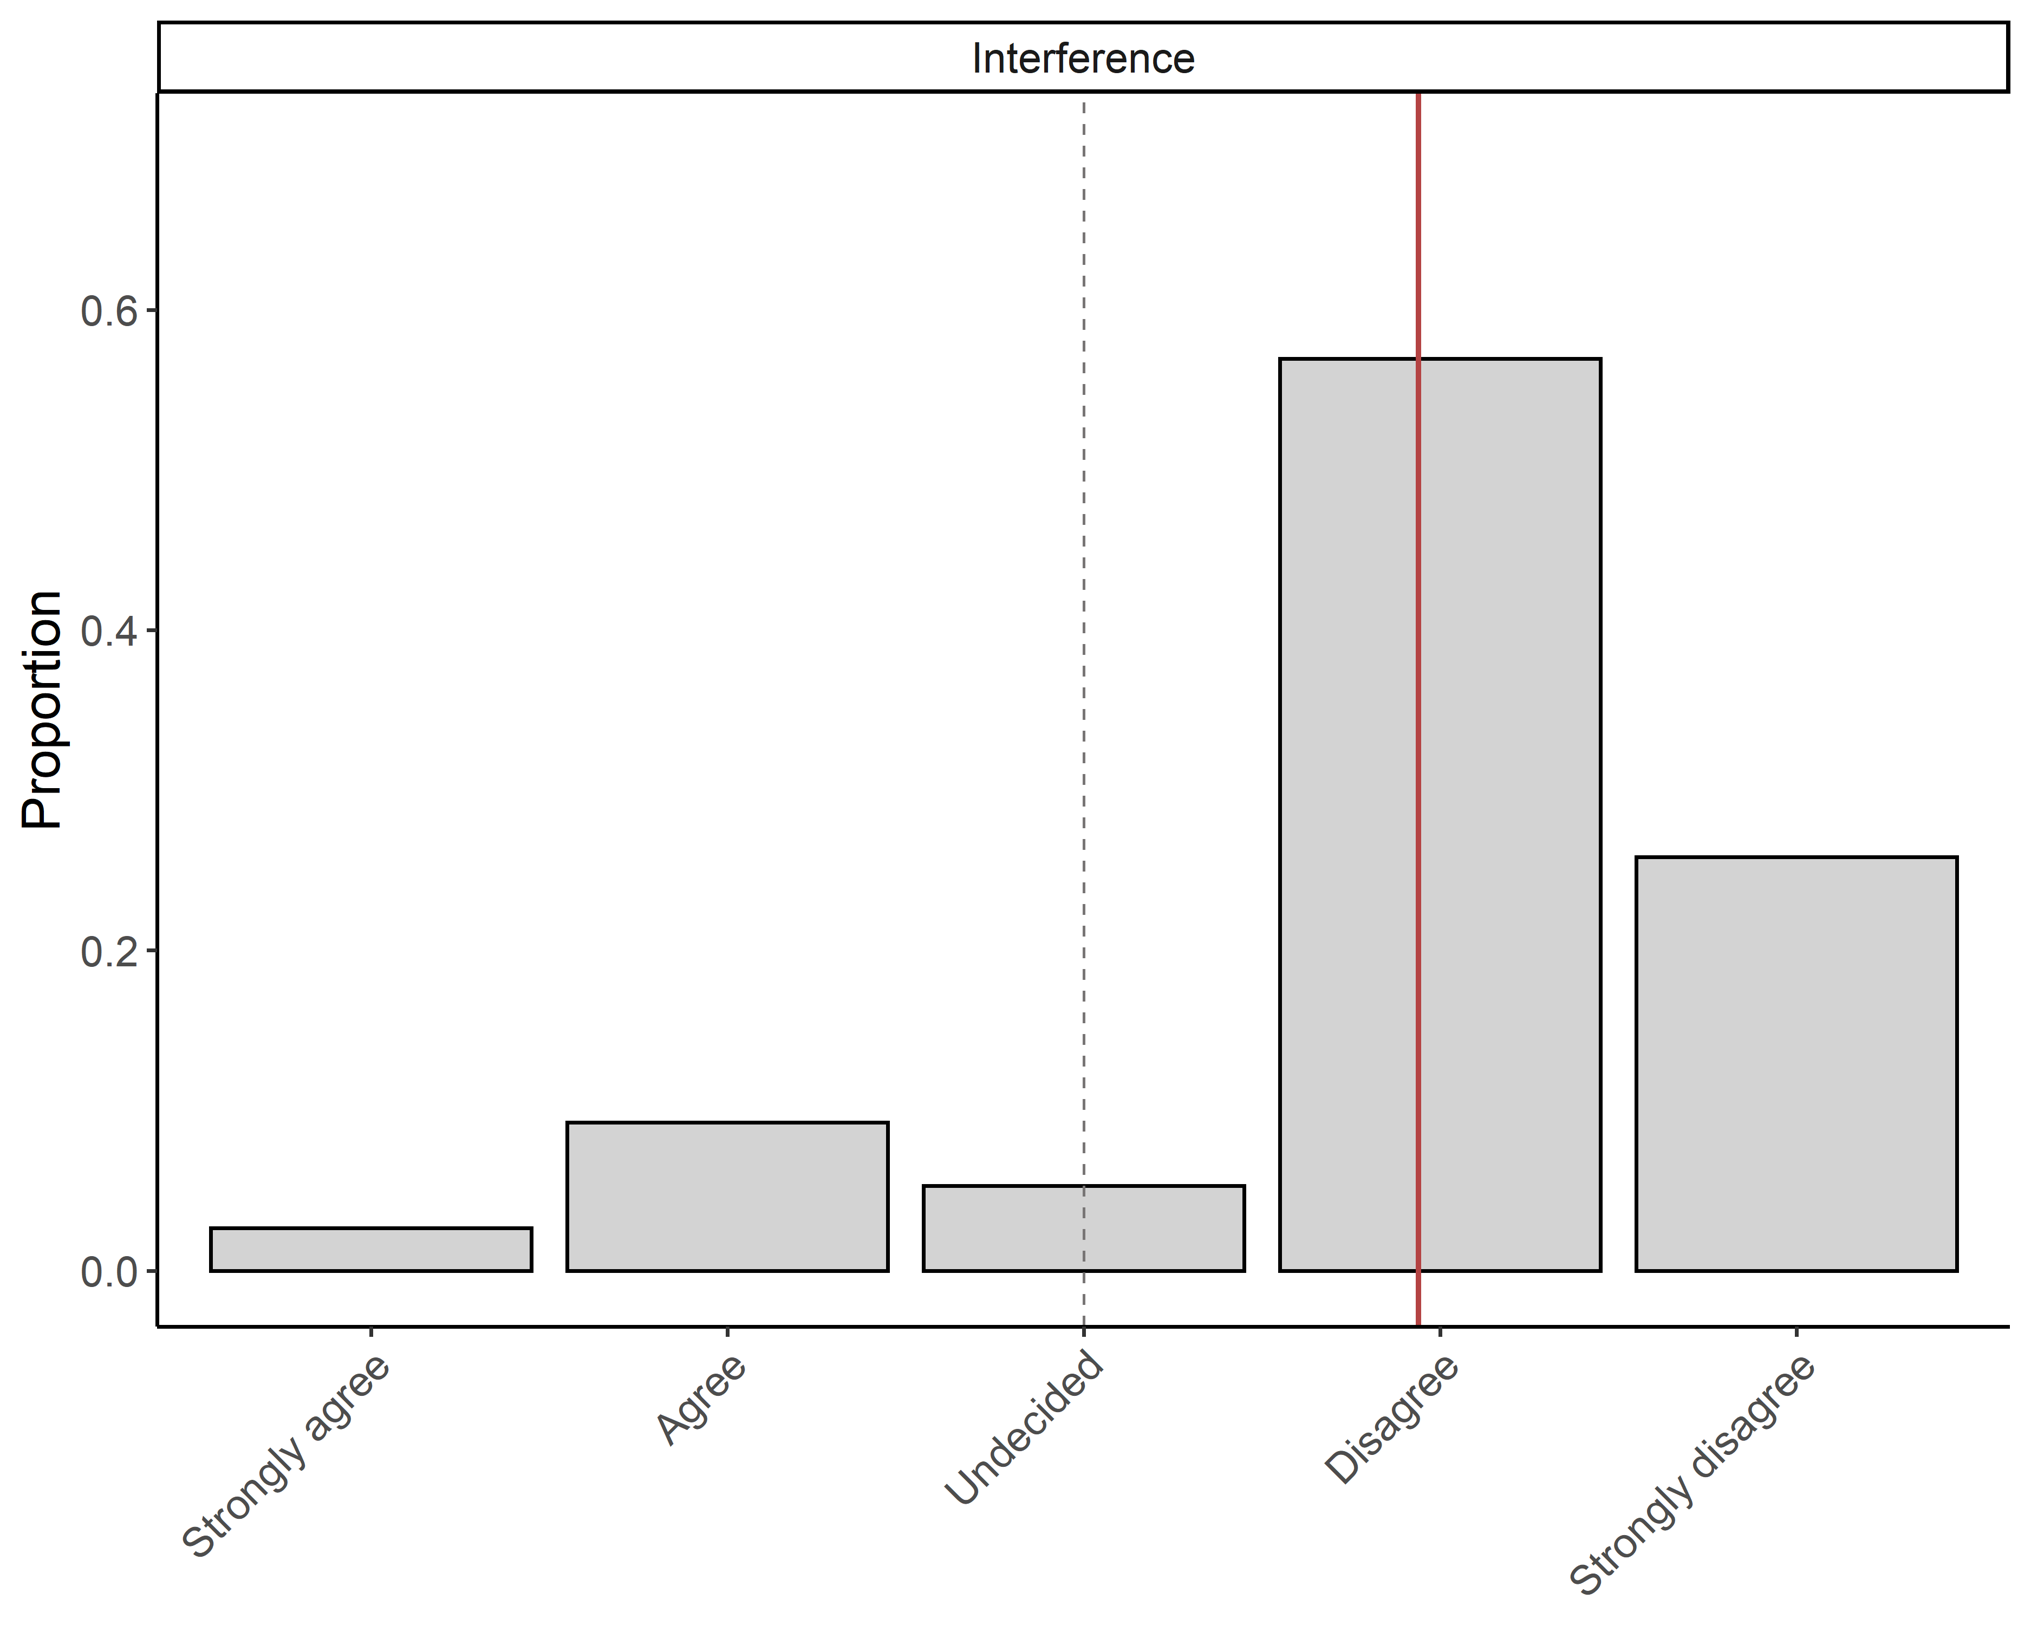 Interference
Proportion
0.6
0.4
0.2
0.0
Strongly agree
Agree
Undecided
Disagree
Strongly disagree